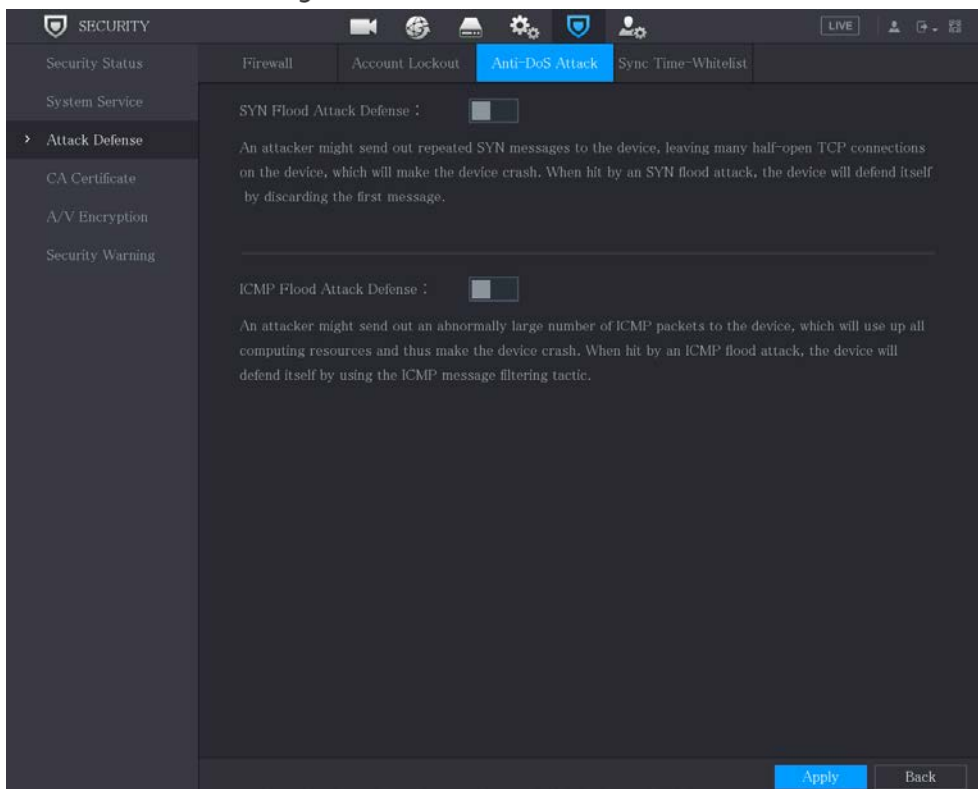 SECURITY
LIVE
Security Status
System Service
Attack Defense
CA Certificate
A/V Encryption
Security Warning
Firewall Account Lockout Anti-DoS Attack Sync Time-Whitelist
SYN Flood Attack Defense :
An attacker might send out repeated SYN messages to the device, leaving many half-open TCP connections
on the device, which will make the device crash. When hit by an SYN flood attack, the device will defend itself
by discarding the first message.
ICMP Flood Attack Defense :
An attacker might send out an abnormally large number of ICMP packets to the device, which will use up all
computing resources and thus make the device crash. When hit by an ICMP flood attack, the device will
defend itself by using the ICMP message filtering tactic.
Apply Back